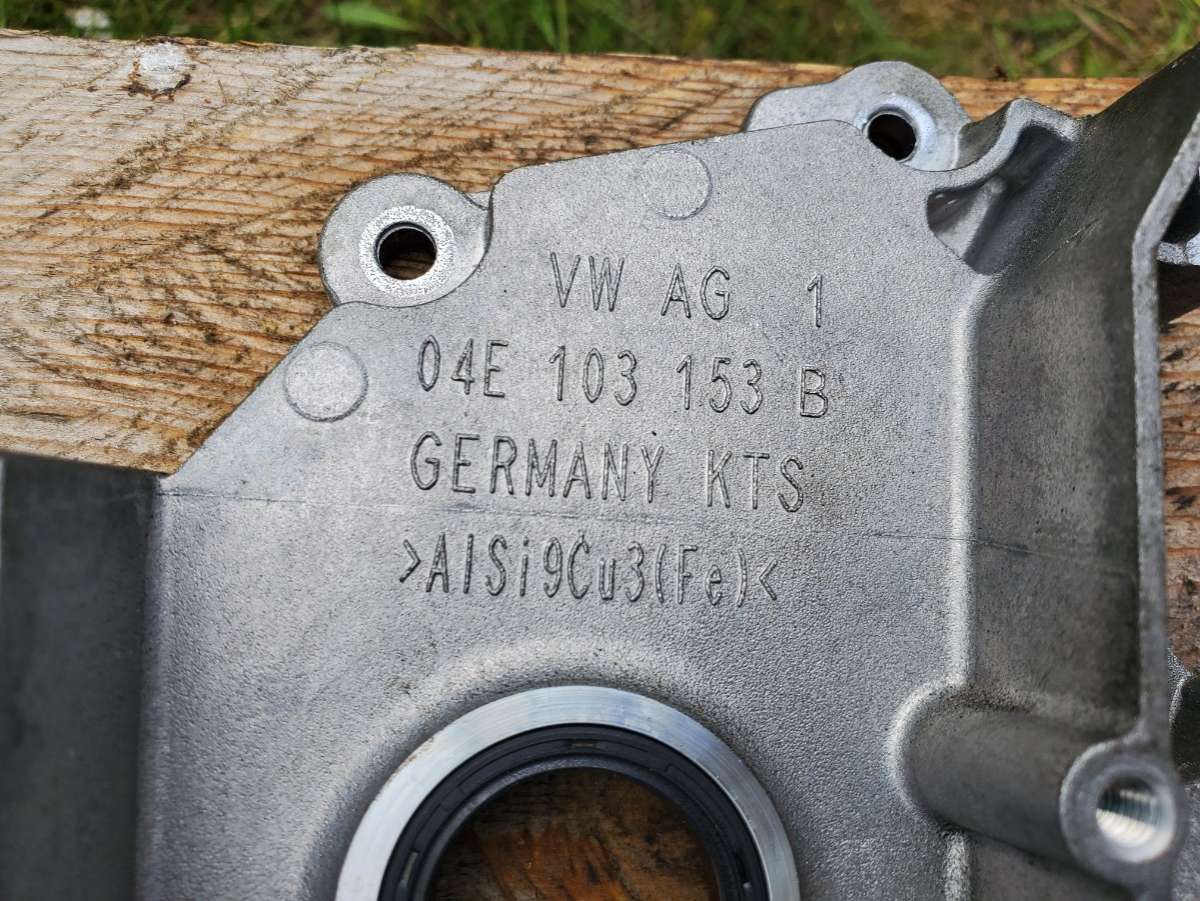 VW AG 1
04E 103 153 B
GERMANY KTS
>AlSi9Cu3(Fe)<